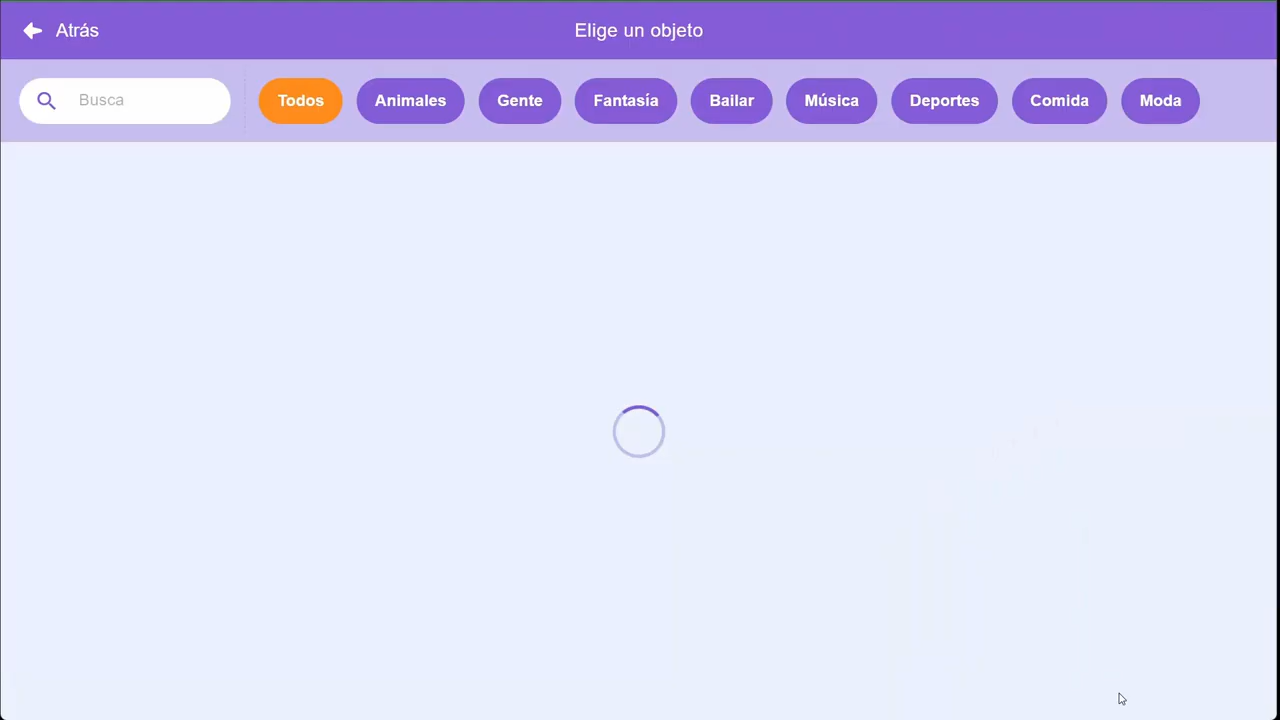 Atrás
Elige un objeto
Busca
Todos
Animales
Gente
Fantasía
Bailar
Música
Deportes
Comida
Moda